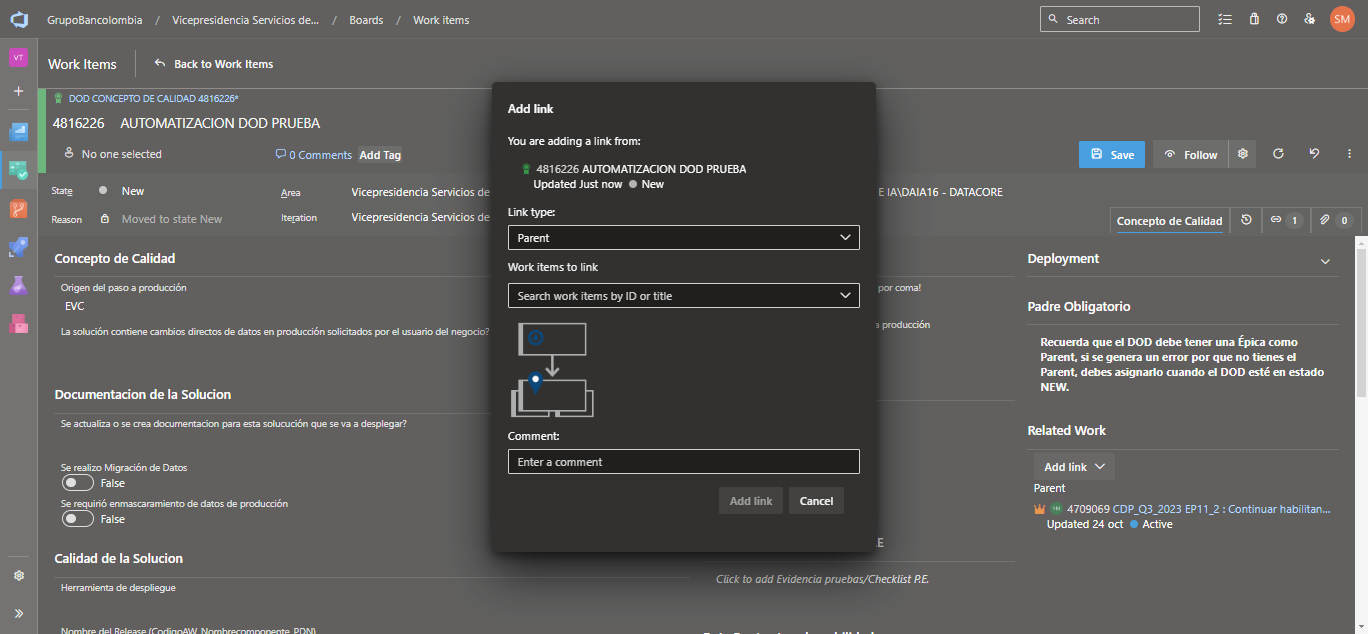 GrupoBancolombia / Vicepresidencia Servicios de... / Boards / Work items
Search
SM
VT
Work Items
Back to Work Items
DOD CONCEPTO DE CALIDAD 4816226*
4816226 AUTOMATIZACION DOD PRUEBA
No one selected
0 Comments
Add Tag
Save
Follow
State
New
Area
Vicepresidencia Servicios de
E IA\DAIA16 - DATACORE
Reason
Moved to state New
Iteration
Vicepresidencia Servicios de
Concepto de Calidad
1
0
Concepto de Calidad
Origen del paso a producción
EVC
La solución contiene cambios directos de datos en producción solicitados por el usuario del negocio?
Documentacion de la Solucion
Se actualiza o se crea documentacion para esta solucución que se va a desplegar?
Se realizo Migración de Datos
False
Se requirió enmascaramiento de datos de producción
False
Calidad de la Solucion
Herramienta de despliegue
Nombre del Release (CodigoAW_Nombrecomponente_PDN)
Add link
You are adding a link from:
4816226 AUTOMATIZACION DOD PRUEBA
Updated Just now New
Link type:
Parent
Work items to link
Search work items by ID or title
Comment:
Enter a comment
Add link
Cancel
por coma!
a producción
E
Click to add Evidencia pruebas/Checklist P.E.
Deployment
Padre Obligatorio
Recuerda que el DOD debe tener una Épica como
Parent, si se genera un error por que no tienes el
Parent, debes asignarlo cuando el DOD esté en estado
NEW.
Related Work
Add link
Parent
4709069 CDP_Q3_2023 EP11_2 : Continuar habilitan...
Updated 24 oct Active